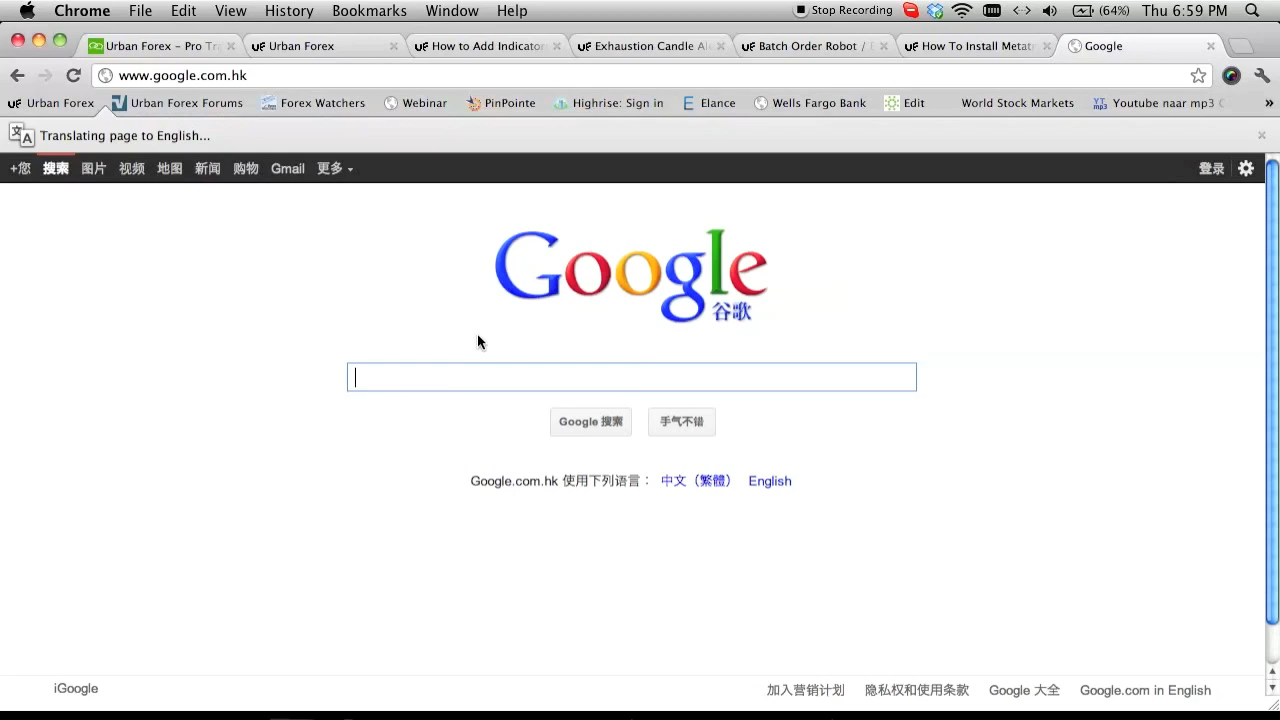 Chrome File Edit View History Bookmarks Window Help Stop Recording (64%) Thu 6:59 PM
Urban Forex – Pro Tr Urban Forex How to Add Indicator Exhaustion Candle Al Batch Order Robot / E How To Install Metat Google
www.google.com.hk
Urban Forex Urban Forex Forums Forex Watchers Webinar PinPointe Highrise: Sign in Elance Wells Fargo Bank Edit World Stock Markets Youtube naar mp3 C »
Translating page to English...
+您 搜索 图片 视频 地图 新闻 购物 Gmail 更多 登录
Google
谷歌
Google 搜索 手气不错
Google.com.hk 使用下列语言： 中文（繁體） English
iGoogle 加入营销计划 隐私权和使用条款 Google 大全 Google.com in English